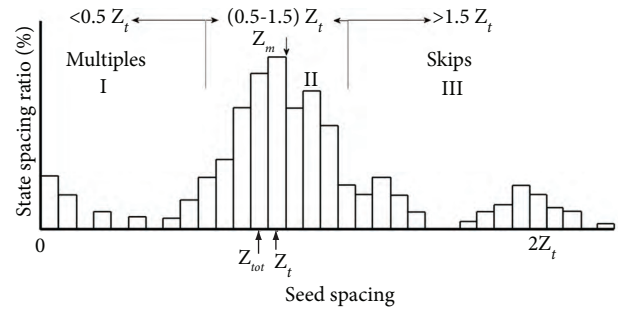 <0.5 Zt (0.5-1.5) Zt >1.5 Zt
Zm
Multiples Skips
I II III
State spacing ratio (%)
0 2Zt
Ztot Zt
Seed spacing